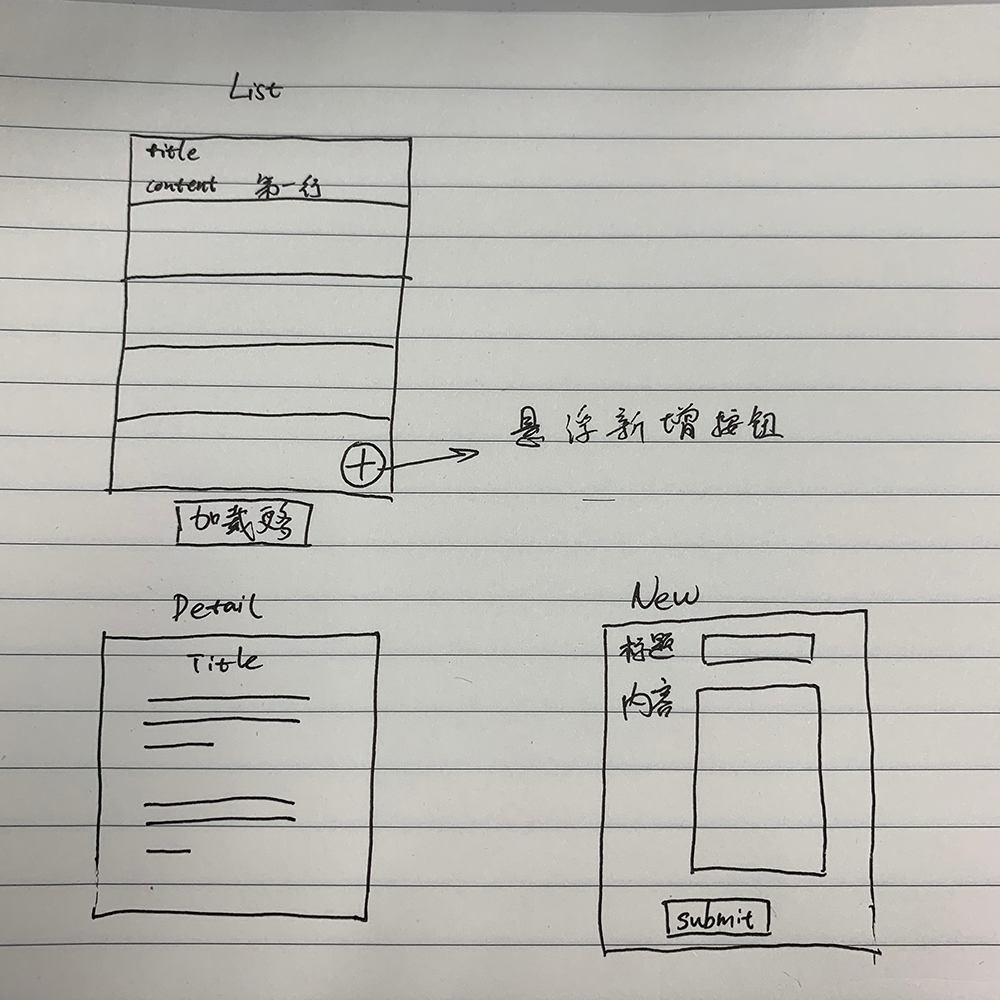 List
title
content 第一行
悬浮新增按钮
加载更多
Detail
Title
New
标题
内容
submit